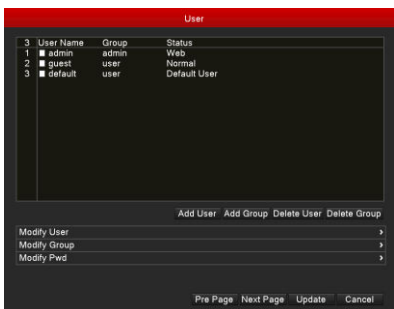 User
3 User Name Group Status
1 admin admin Web
2 guest user Normal
3 default user Default User
Add User Add Group Delete User Delete Group
Modify User >
Modify Group >
Modify Pwd >
Pre Page Next Page Update Cancel